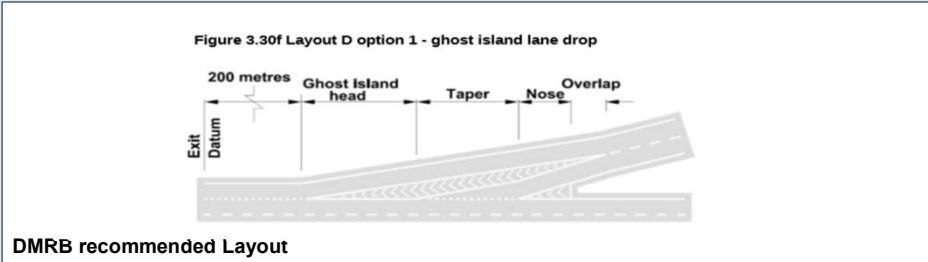 Figure 3.30f Layout D option 1 - ghost island lane drop
200 metres
Ghost island
head
Taper
Nose
Overlap
Exit
Datum
DMRB recommended Layout